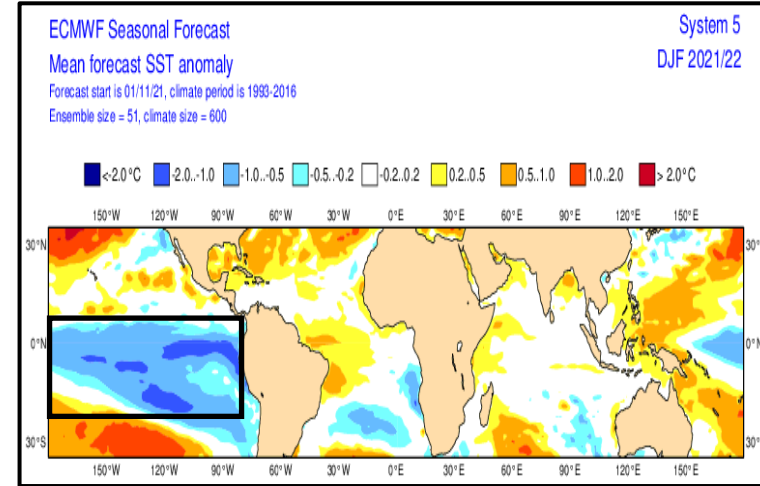 ECMWF Seasonal Forecast
System 5
Mean forecast SST anomaly
DJF 2021/22
Forecast start is 01/11/21, climate period is 1993-2016
Ensemble size = 51, climate size = 600
<-2.0°C -2.0..-1.0 -1.0..-0.5 -0.5..-0.2 -0.2..0.2 0.2..0.5 0.5..1.0 1.0..2.0 > 2.0°C
150°W 120°W 90°W 60°W 30°W 0°E 30°E 60°E 90°E 120°E 150°E
30°N 30°
0°N 0°N
30°S 30°
150°W 120°W 90°W 60°W 30°W 0°E 30°E 60°E 90°E 120°E 150°E